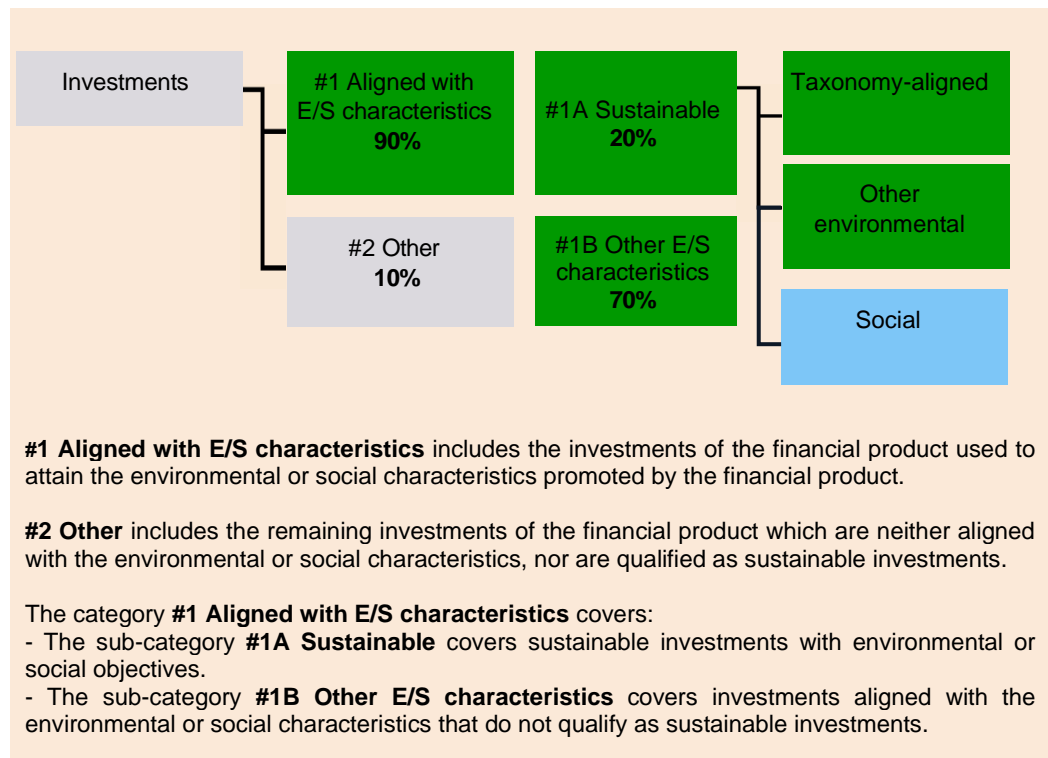 Investments
#1 Aligned with
E/S characteristics
90%
#2 Other
10%
#1A Sustainable
20%
#1B Other E/S
characteristics
70%
Taxonomy-aligned
Other
environmental
Social
#1 Aligned with E/S characteristics includes the investments of the financial product used to
attain the environmental or social characteristics promoted by the financial product.
#2 Other includes the remaining investments of the financial product which are neither aligned
with the environmental or social characteristics, nor are qualified as sustainable investments.
The category #1 Aligned with E/S characteristics covers:
- The sub-category #1A Sustainable covers sustainable investments with environmental or
social objectives.
- The sub-category #1B Other E/S characteristics covers investments aligned with the
environmental or social characteristics that do not qualify as sustainable investments.